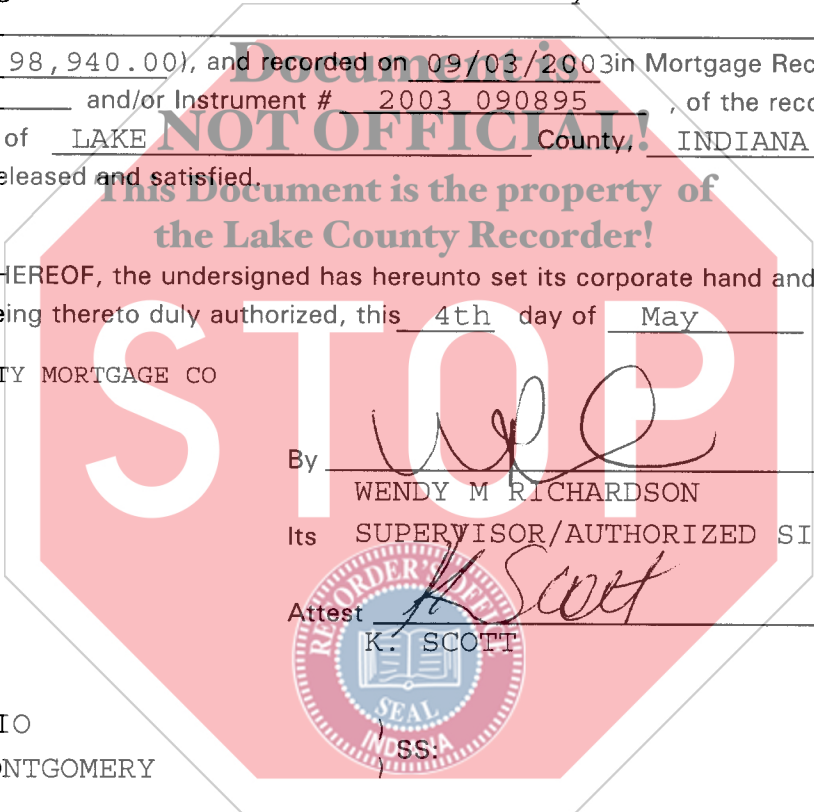 98,940.00), and recorded on 09/03/2003in Mortgage Rec
Document is
and/or Instrument # 2003 090895 , of the reco
NOT OFFICIAL!
of LAKE County, INDIANA
eleased and satisfied.
This Document is the property of
the Lake County Recorder!
HEREOF, the undersigned has hereunto set its corporate hand and
eing thereto duly authorized, this 4th day of May
TY MORTGAGE CO
STOP
By
WENDY M RICHARDSON
Its SUPERVISOR/AUTHORIZED SI
Attest K Scott
K. SCOTT
RECORDER'S OFFICE
SEAL
INDIANA
IO
) SS:
ONTGOMERY )